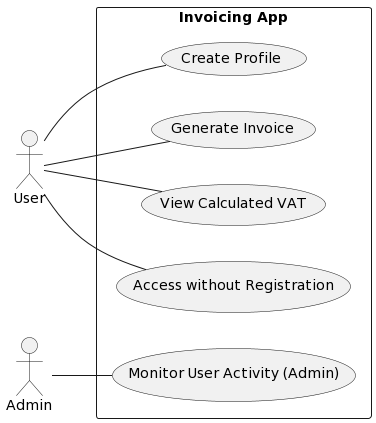 Invoicing App
Create Profile
Generate Invoice
User
View Calculated VAT
Access without Registration
Monitor User Activity (Admin)
Admin